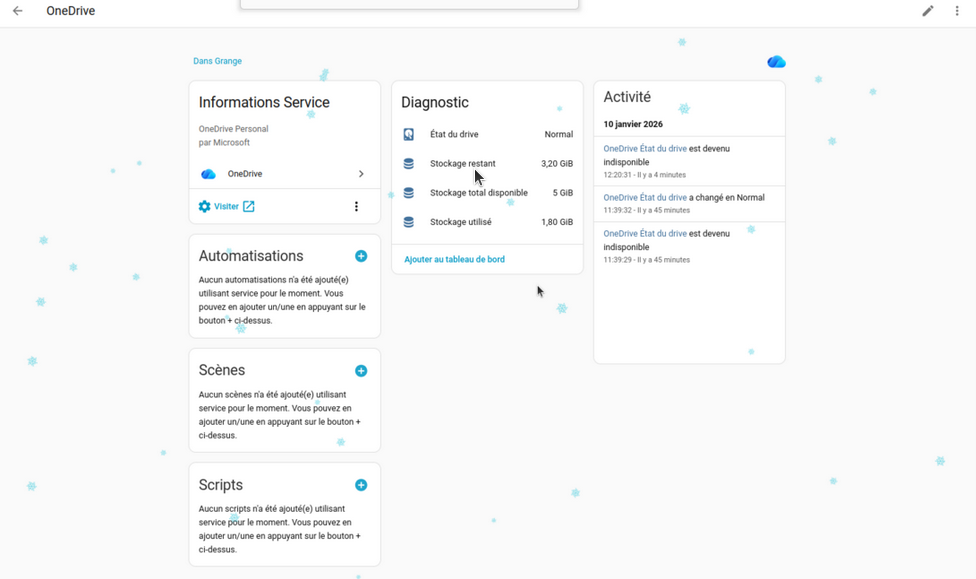 OneDrive
Dans Grange
Informations Service
OneDrive Personal
par Microsoft
OneDrive
Visiter
Automatisations
Aucun automatisations n'a été ajouté(e)
utilisant service pour le moment. Vous
pouvez en ajouter un/une en appuyant sur le
bouton + ci-dessus.
Scènes
Aucun scènes n'a été ajouté(e) utilisant
service pour le moment. Vous pouvez en
ajouter un/une en appuyant sur le bouton +
ci-dessus.
Scripts
Aucun scripts n'a été ajouté(e) utilisant
service pour le moment. Vous pouvez en
ajouter un/une en appuyant sur le bouton +
ci-dessus.
Diagnostic
État du drive Normal
Stockage restant 3,20 GiB
Stockage total disponible 5 GiB
Stockage utilisé 1,80 GiB
Ajouter au tableau de bord
Activité
10 janvier 2026
OneDrive État du drive est devenu
indisponible
12:20:31 - Il y a 4 minutes
OneDrive État du drive a changé en Normal
11:39:32 - Il y a 45 minutes
OneDrive État du drive est devenu
indisponible
11:39:29 - Il y a 45 minutes